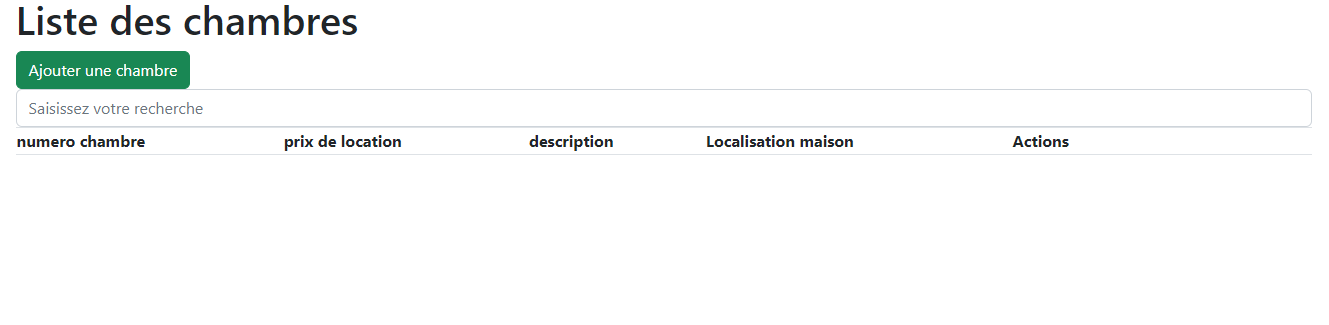 Liste des chambres
Ajouter une chambre
Saisissez votre recherche
numero chambre prix de location description Localisation maison Actions